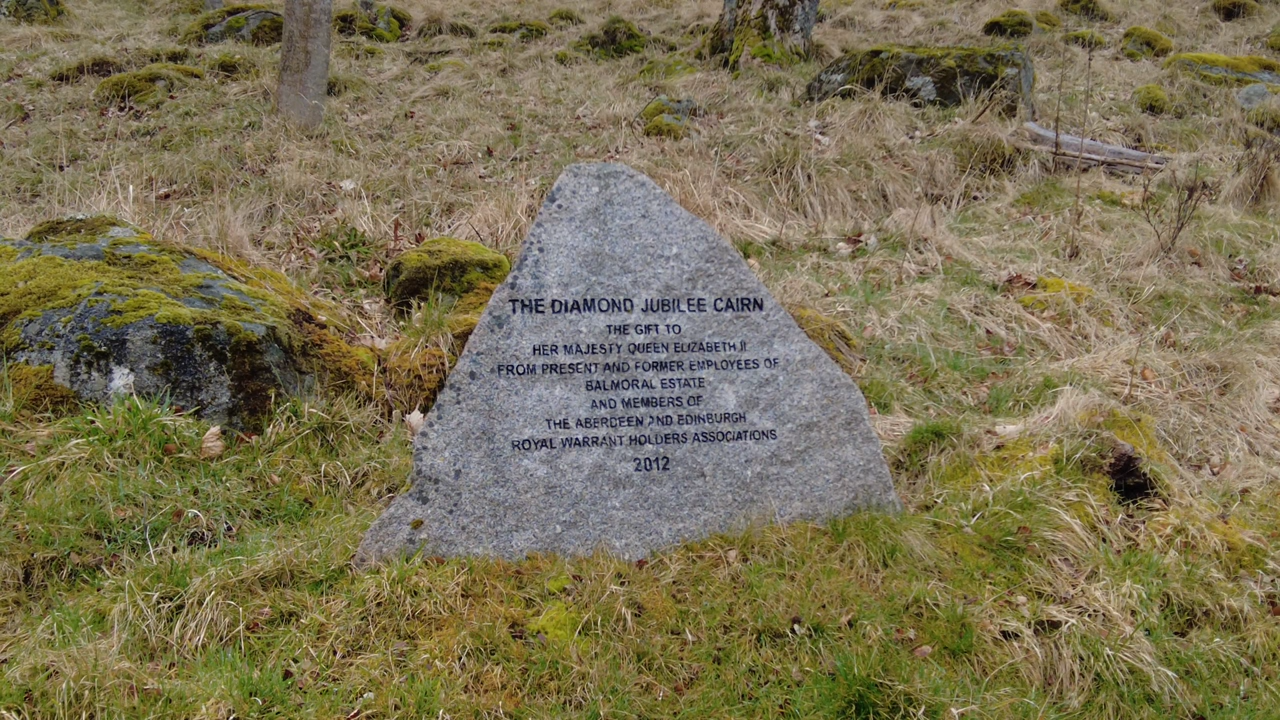 THE DIAMOND JUBILEE CAIRN
THE GIFT TO
HER MAJESTY QUEEN ELIZABETH II
FROM PRESENT AND FORMER EMPLOYEES OF
BALMORAL ESTATE
AND MEMBERS OF
THE ABERDEEN AND EDINBURGH
ROYAL WARRANT HOLDERS ASSOCIATIONS
2012